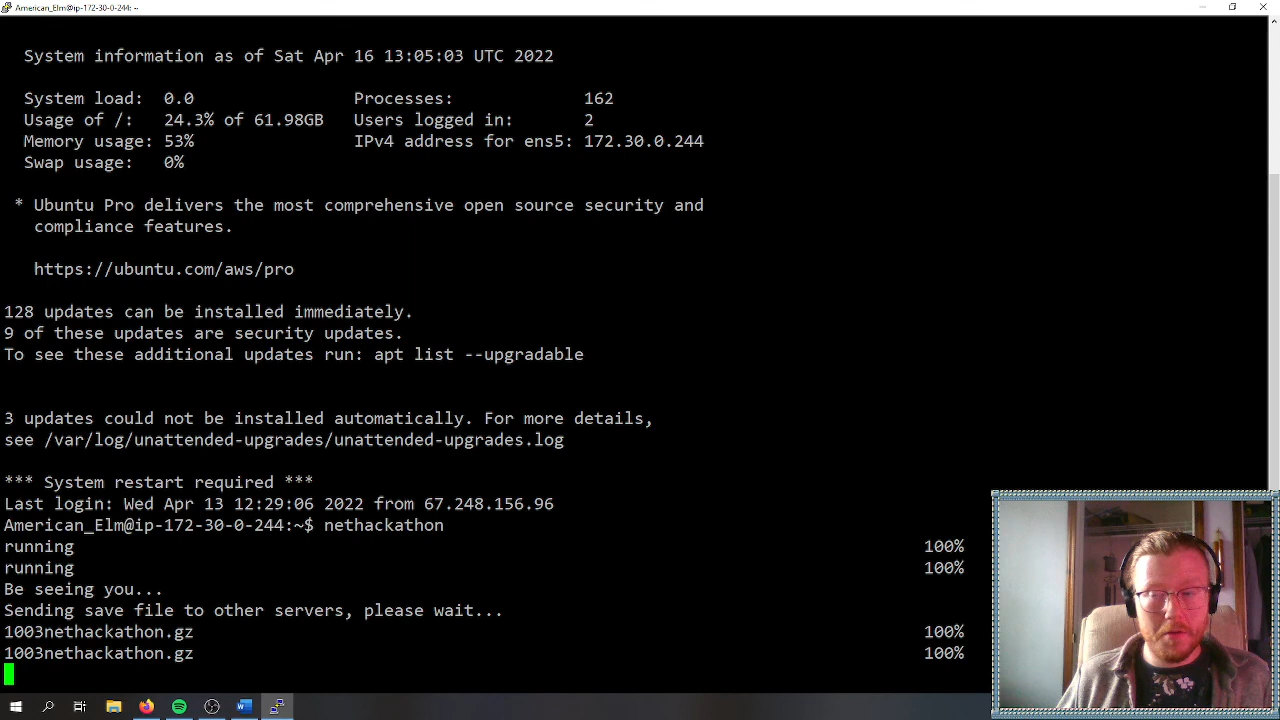 American_Elm@ip-172-30-0-244: ~
System information as of Sat Apr 16 13:05:03 UTC 2022
System load: 0.0 Processes: 162
Usage of /: 24.3% of 61.98GB Users logged in: 2
Memory usage: 53% IPv4 address for ens5: 172.30.0.244
Swap usage: 0%
* Ubuntu Pro delivers the most comprehensive open source security and
compliance features.
https://ubuntu.com/aws/pro
128 updates can be installed immediately.
9 of these updates are security updates.
To see these additional updates run: apt list --upgradable
3 updates could not be installed automatically. For more details,
see /var/log/unattended-upgrades/unattended-upgrades.log
*** System restart required ***
Last login: Wed Apr 13 12:29:06 2022 from 67.248.156.96
American_Elm@ip-172-30-0-244:~$ nethackathon
running 100%
running 100%
Be seeing you...
Sending save file to other servers, please wait...
1003nethackathon.gz 100%
1003nethackathon.gz 100%